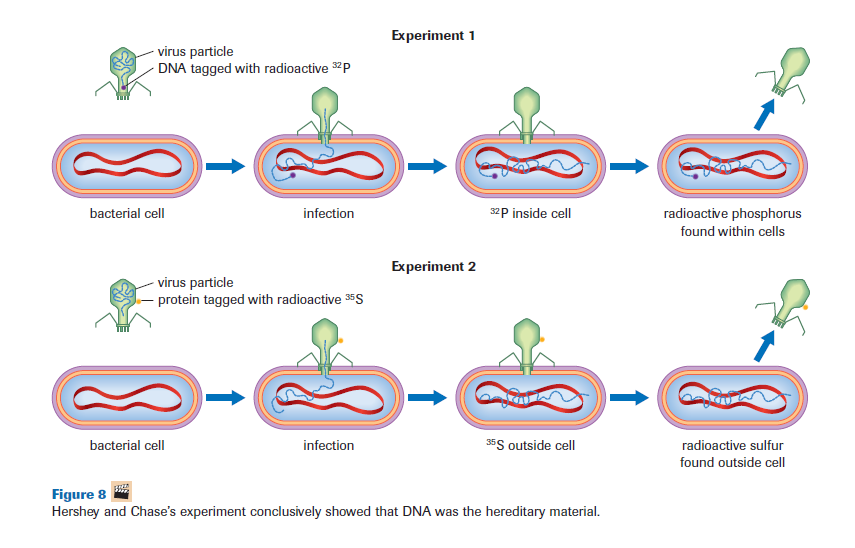 Experiment 1
virus particle
DNA tagged with radioactive ³²P
bacterial cell
infection
³²P inside cell
radioactive phosphorus
found within cells
Experiment 2
virus particle
protein tagged with radioactive ³⁵S
bacterial cell
infection
³⁵S outside cell
radioactive sulfur
found outside cell
Figure 8
Hershey and Chase’s experiment conclusively showed that DNA was the hereditary material.